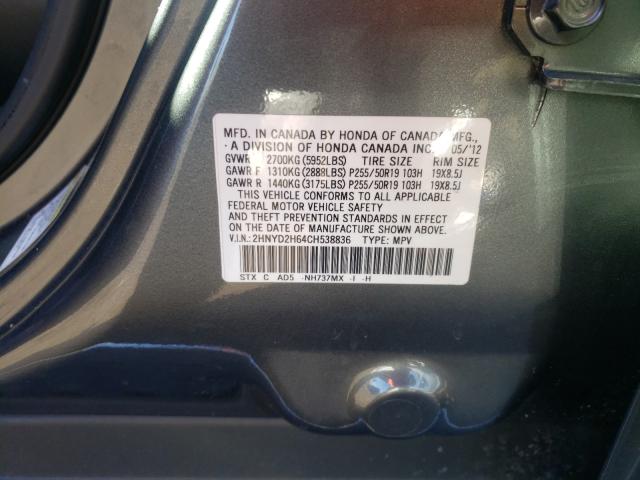 MFD. IN CANADA BY HONDA OF CANADA MFG.,
A DIVISION OF HONDA CANADA INC. 05/'12
GVWR 2700KG (5952LBS) TIRE SIZE RIM SIZE
GAWR F 1310KG (2888LBS) P255/50R19 103H 19X8.5J
GAWR R 1440KG (3175LBS) P255/50R19 103H 19X8.5J
THIS VEHICLE CONFORMS TO ALL APPLICABLE
FEDERAL MOTOR VEHICLE SAFETY
AND THEFT PREVENTION STANDARDS IN EFFECT
ON THE DATE OF MANUFACTURE SHOWN ABOVE.
V.I.N.: 2HNYD2H64CH538836 TYPE: MPV
STX C AD5 -NH737MX -I -H